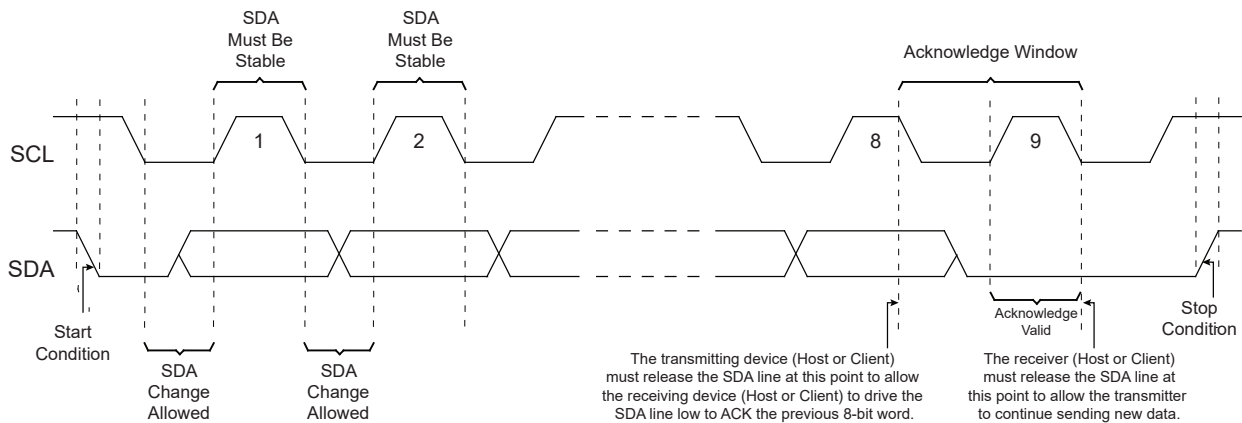 SDA
Must Be
Stable
SDA
Must Be
Stable
Acknowledge Window
SCL
1
2
8
9
SDA
Start
Condition
SDA
Change
Allowed
SDA
Change
Allowed
Acknowledge
Valid
Stop
Condition
The transmitting device (Host or Client)
must release the SDA line at this point to allow
the receiving device (Host or Client) to drive the
SDA line low to ACK the previous 8-bit word.
The receiver (Host or Client)
must release the SDA line at
this point to allow the transmitter
to continue sending new data.